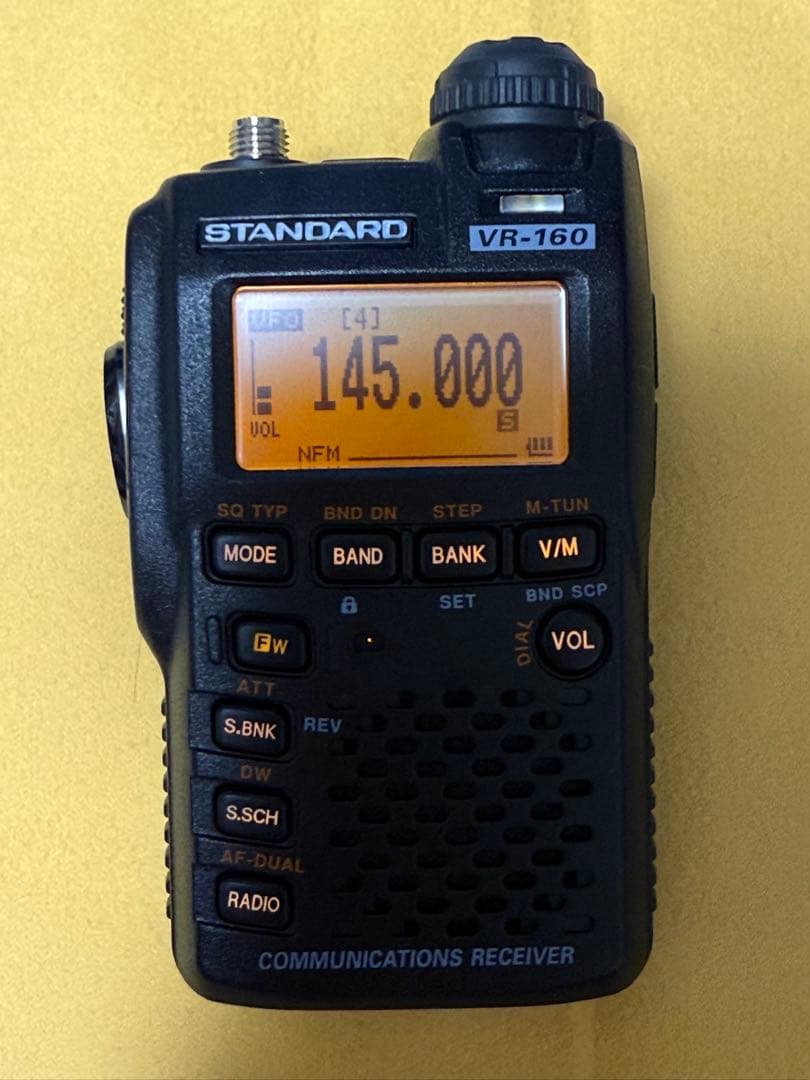 STANDARD
VR-160
VFO [4]
145.000
S
VOL
NFM
SQ TYP BND DN STEP M-TUN
MODE BAND BANK V/M
SET BND SCP
FW DIAL VOL
ATT
S.BNK REV
DW
S.SCH
AF-DUAL
RADIO
COMMUNICATIONS RECEIVER